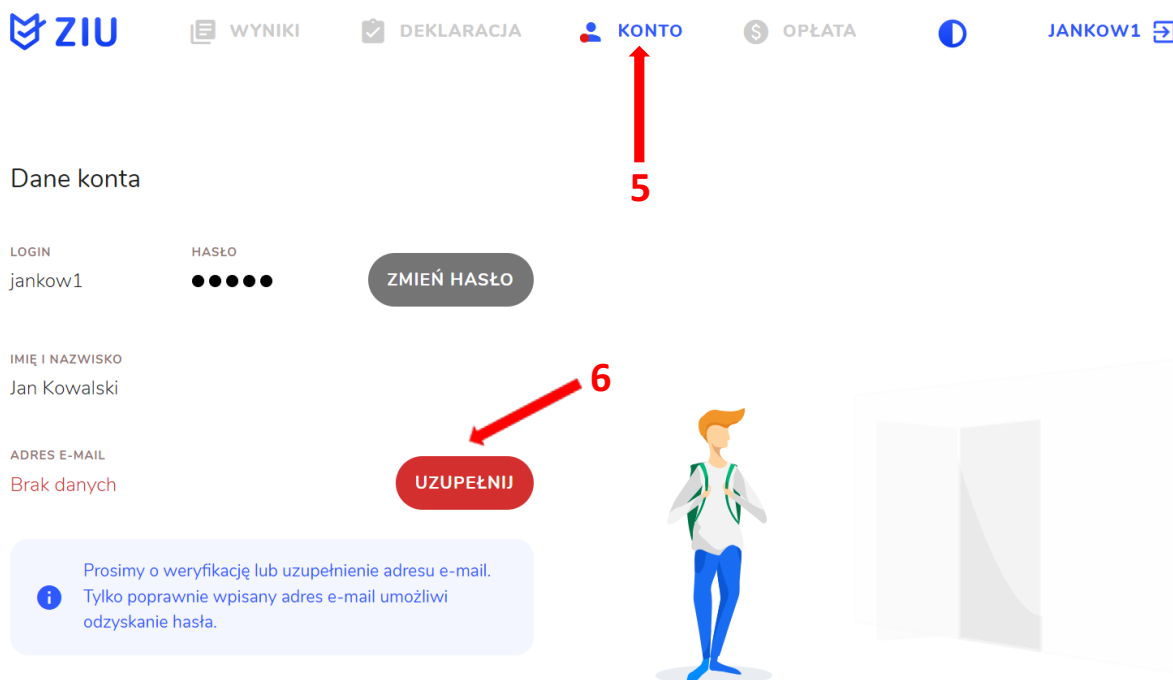 ZIU WYNIKI DEKLARACJA KONTO OPŁATA JANKOW1
5
Dane konta
LOGIN HASŁO
jankow1 ●●●●● ZMIEŃ HASŁO
IMIĘ I NAZWISKO
Jan Kowalski
6
ADRES E-MAIL
Brak danych UZUPEŁNIJ
Prosimy o weryfikację lub uzupełnienie adresu e-mail.
Tylko poprawnie wpisany adres e-mail umożliwi
odzyskanie hasła.